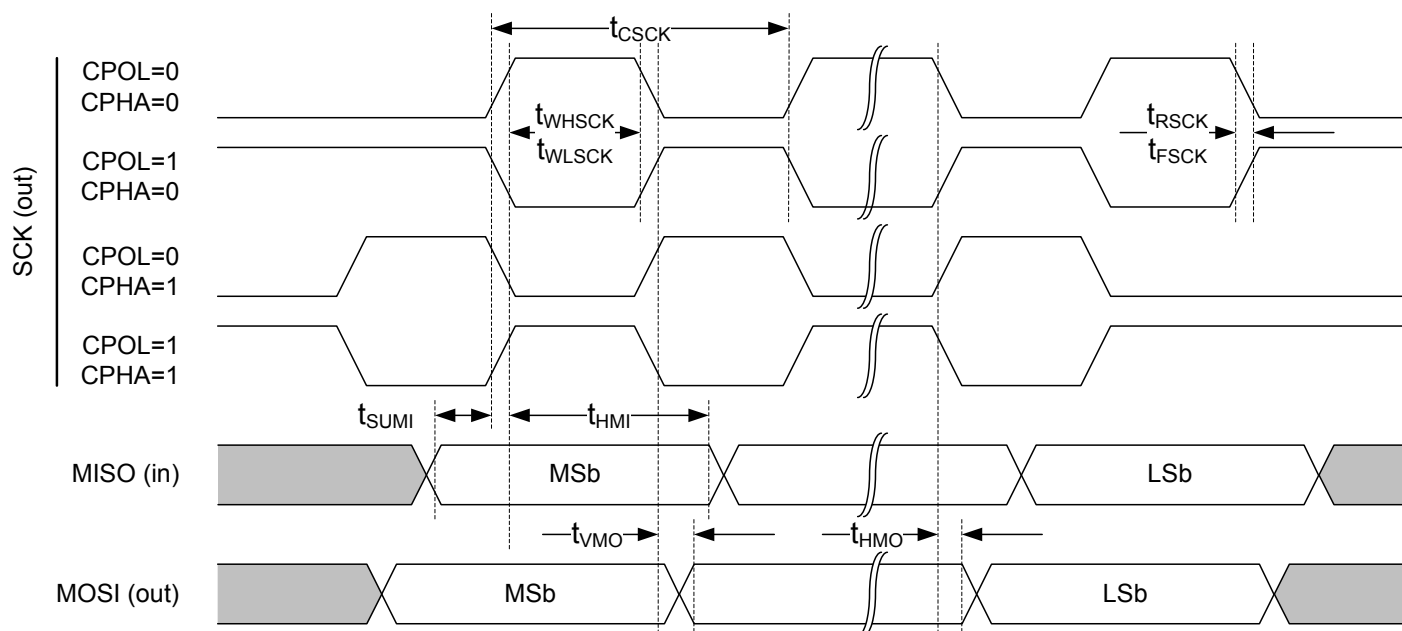 tCSCK
SCK (out)
CPOL=0
CPHA=0
tWHSCK
tWLSCK
tRSCK
tFSCK
CPOL=1
CPHA=0
CPOL=0
CPHA=1
CPOL=1
CPHA=1
tSUMI
tHMI
MISO (in)
MSb
LSb
tVMO
tHMO
MOSI (out)
MSb
LSb